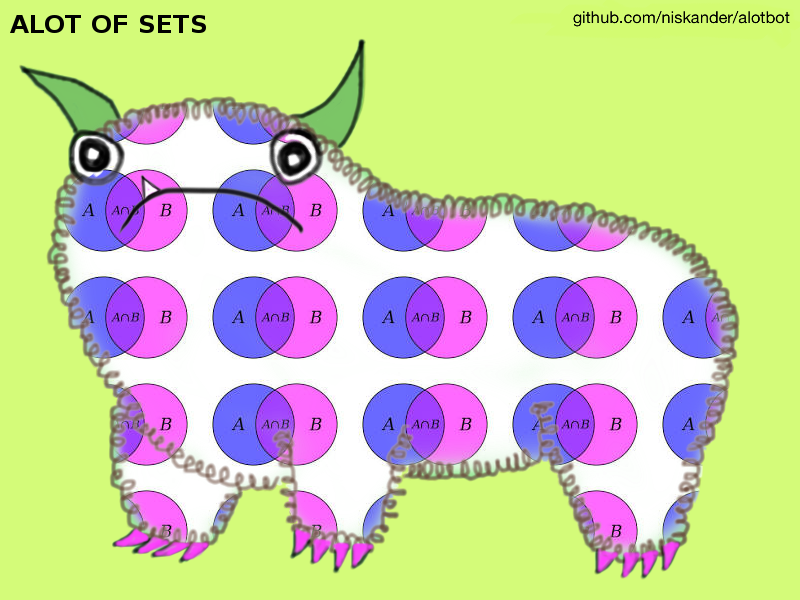 ALOT OF SETS
github.com/niskander/alotbot
A A∩B B A A∩B B A B
A A∩B B A A∩B B A A∩B B A A∩B B A
A∩B B A A∩B B A A∩B B A A∩B B A
B B B